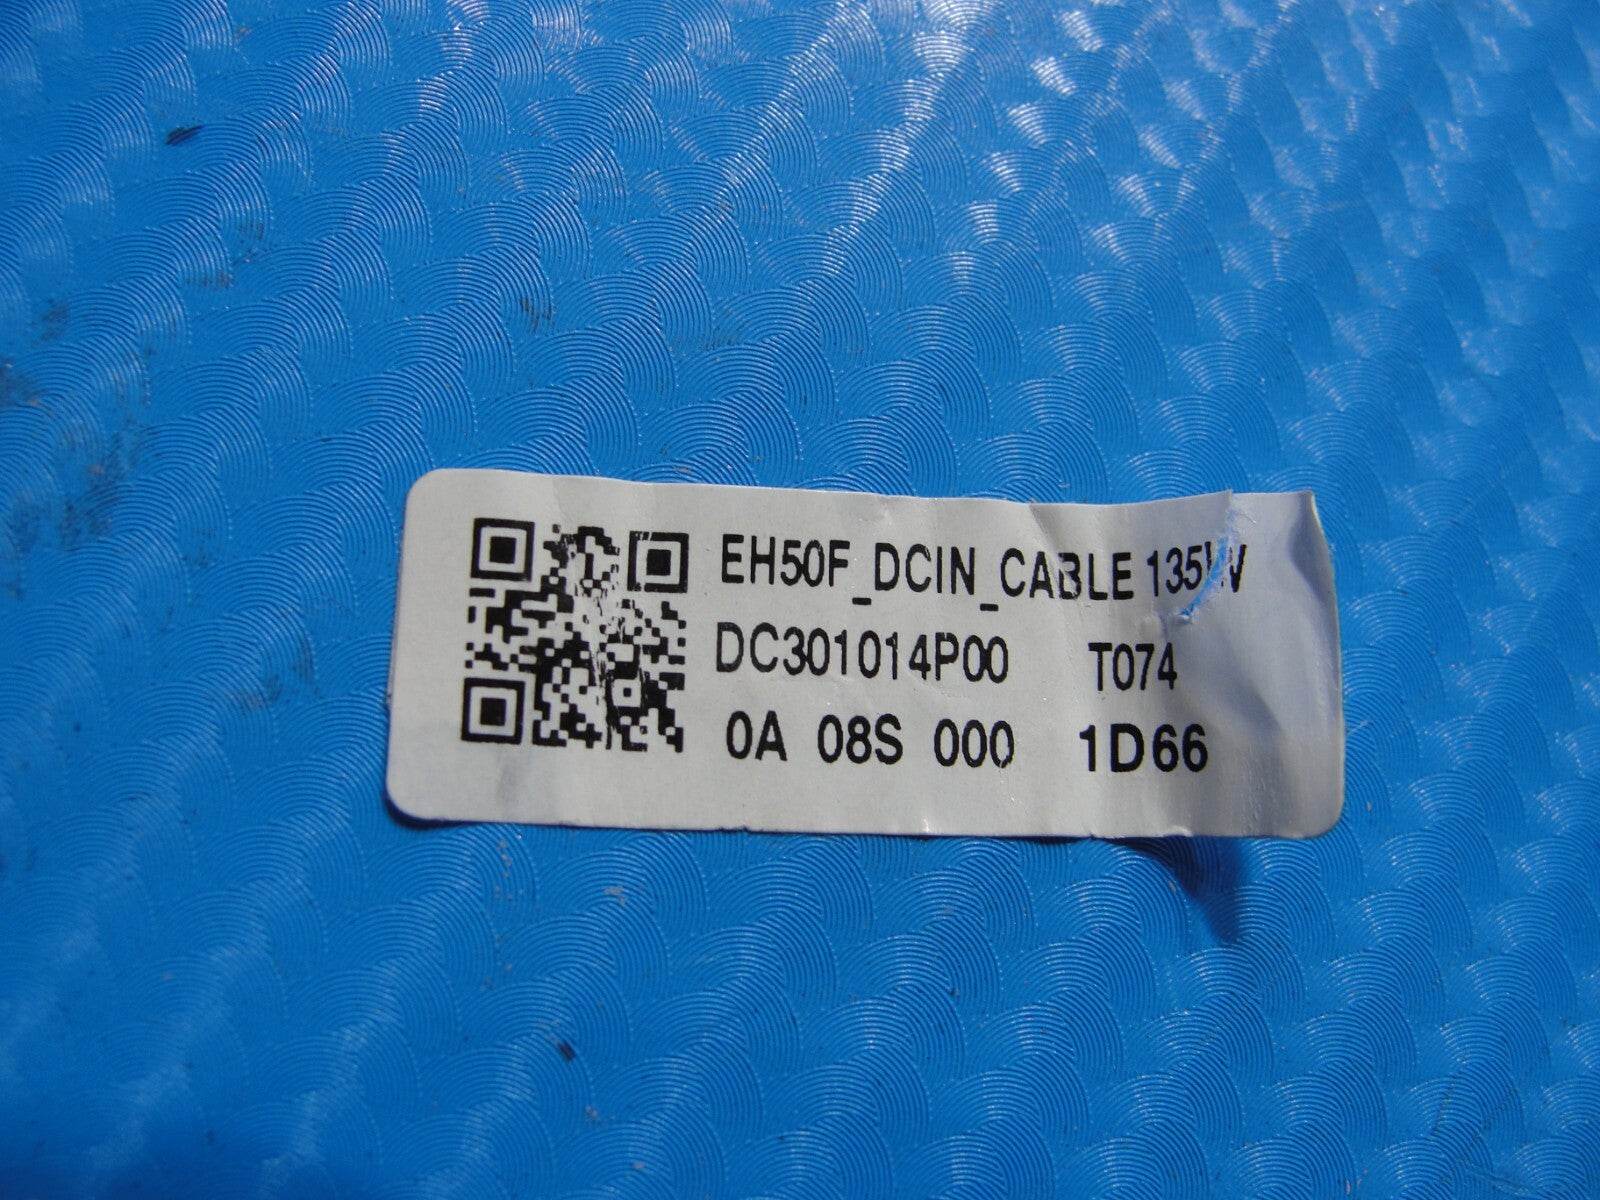 EH50F_DCIN_CABLE 135W
DC301014P00 T074
0A 08S 000 1D66